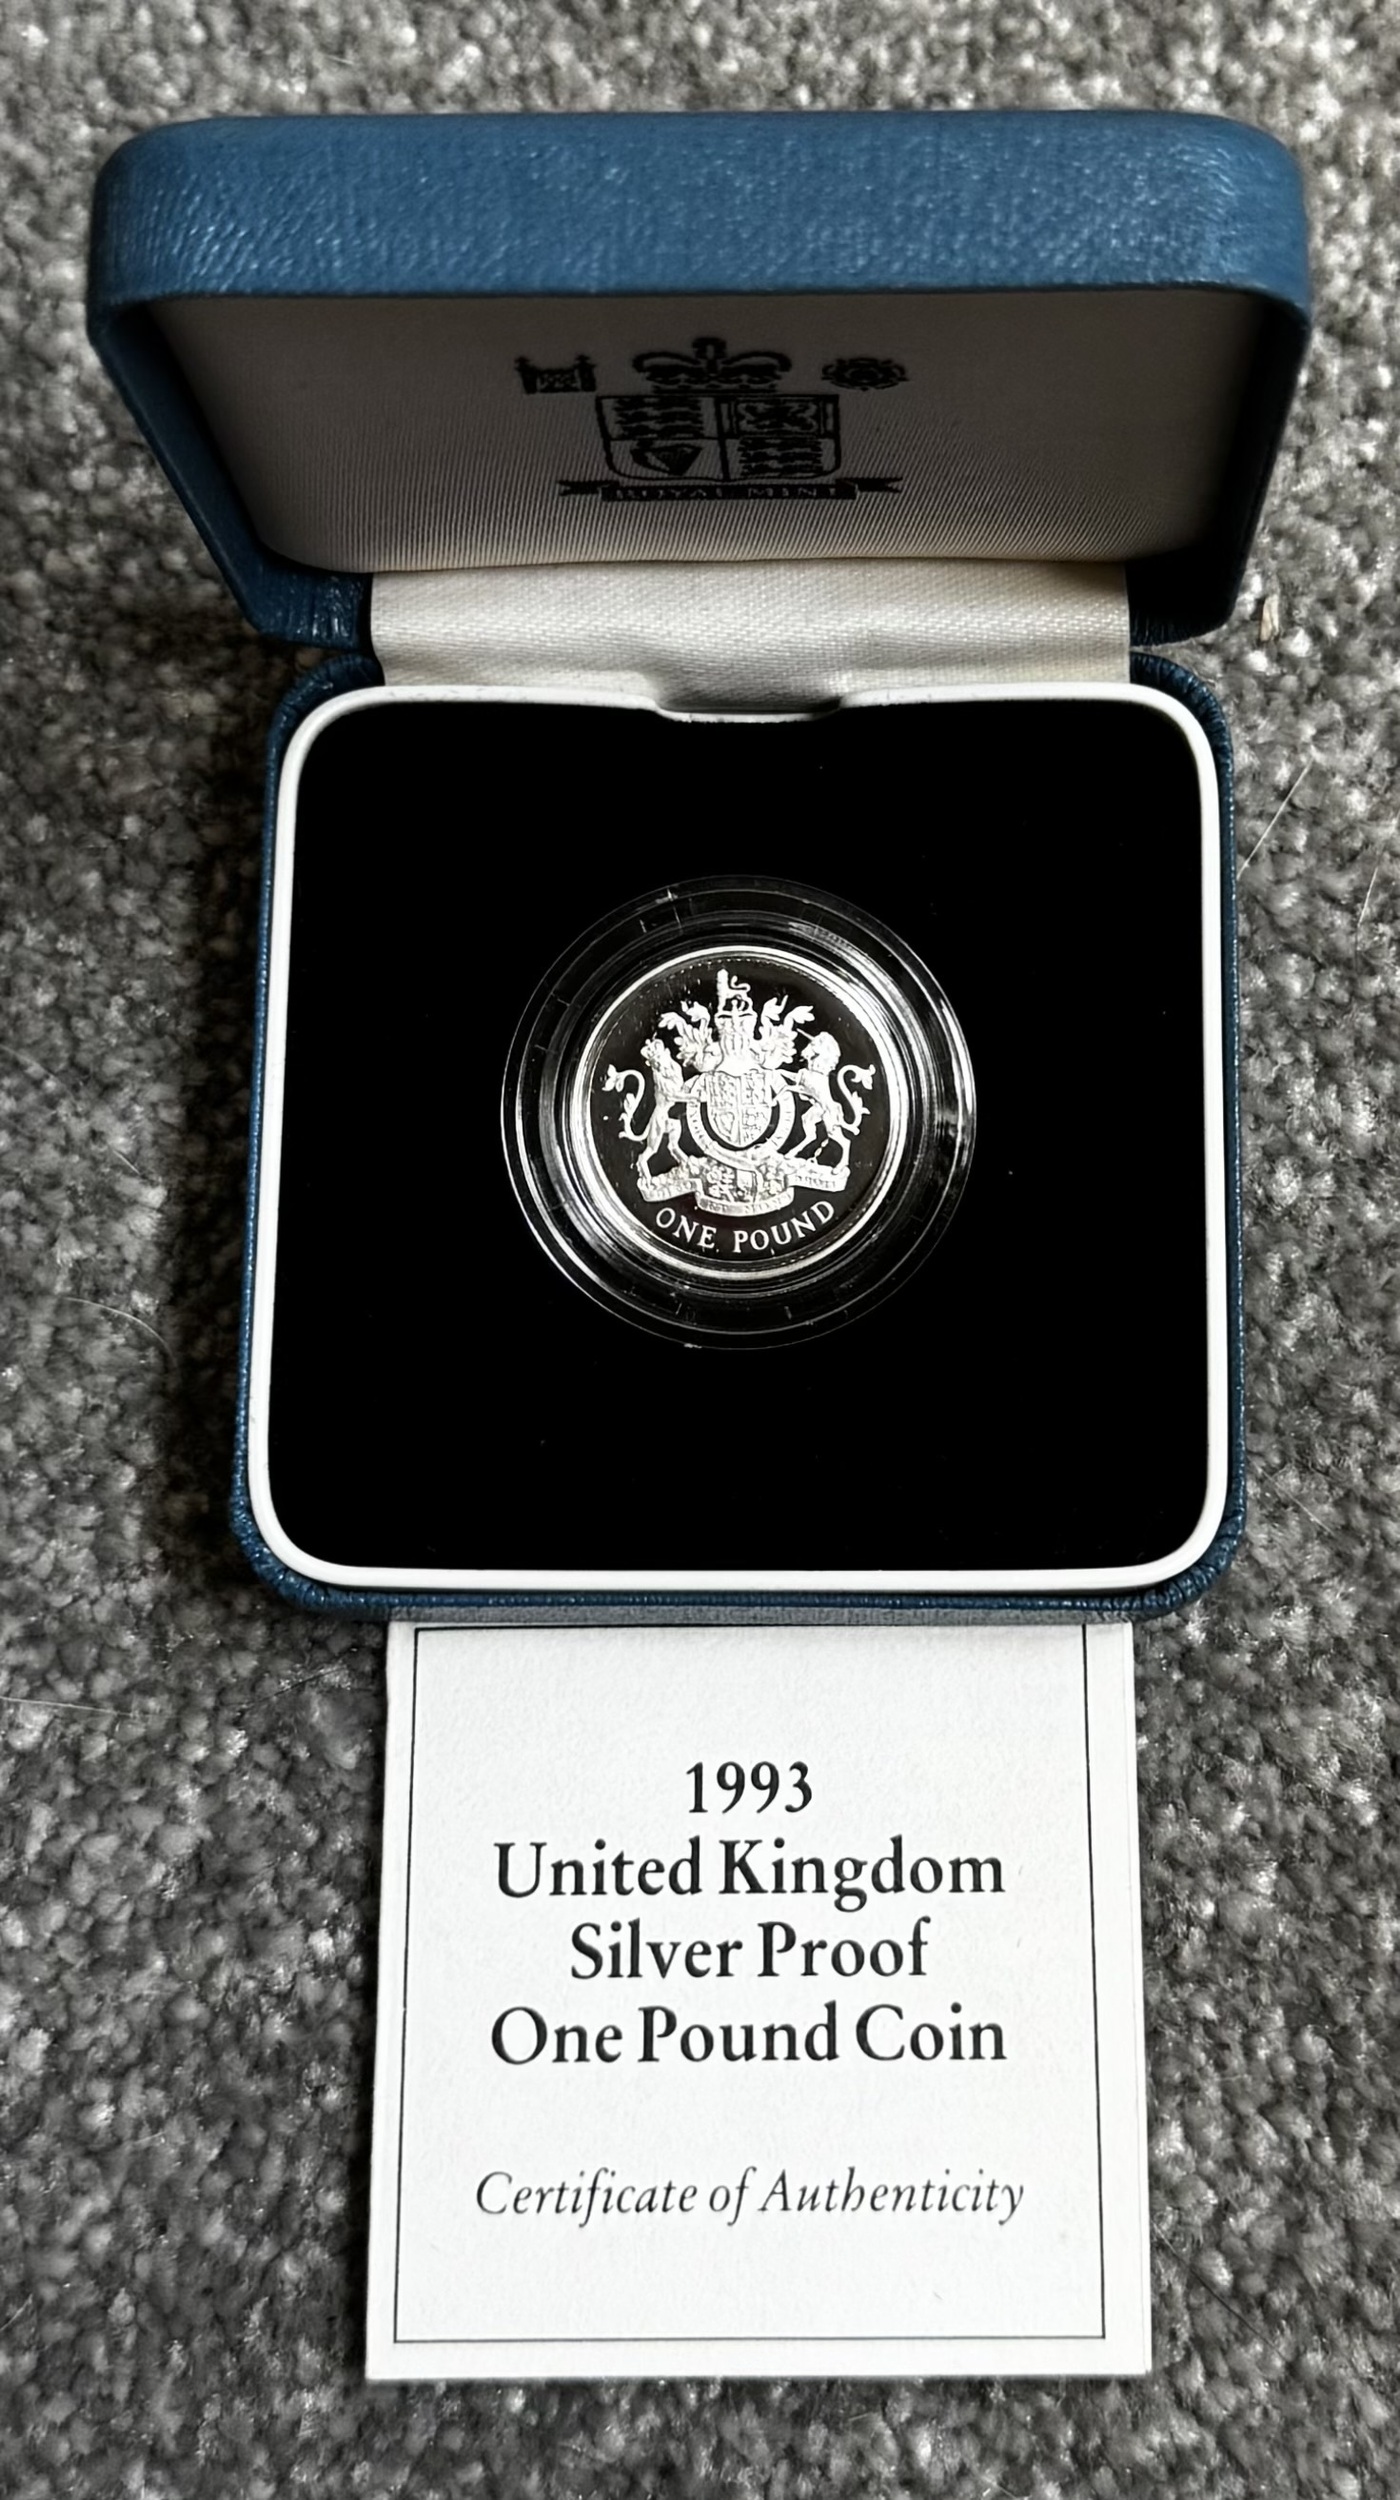 ROYAL MINT
ONE POUND
1993
United Kingdom
Silver Proof
One Pound Coin
Certificate of Authenticity